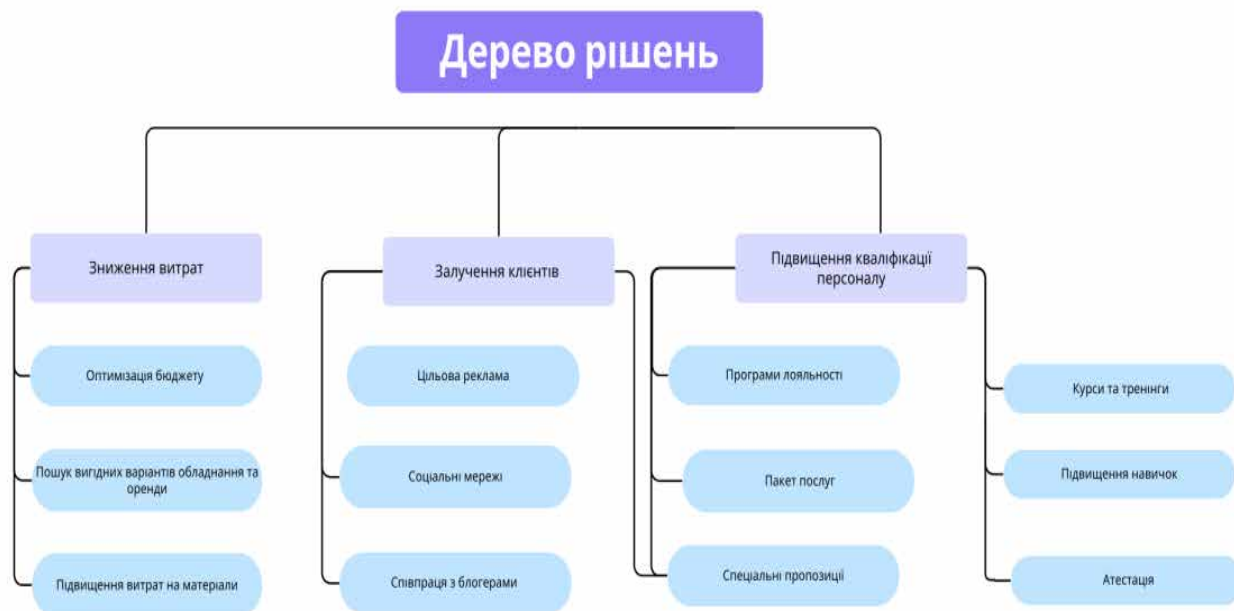 Дерево рішень
Зниження витрат
Залучення клієнтів
Підвищення кваліфікації
персоналу
Оптимізація бюджету
Цільова реклама
Програми лояльності
Курси та тренінги
Пошук вигідних варіантів обладнання та
оренди
Соціальні мережі
Пакет послуг
Підвищення навичок
Підвищення витрат на матеріали
Співпраця з блогерами
Спеціальні пропозиції
Атестація